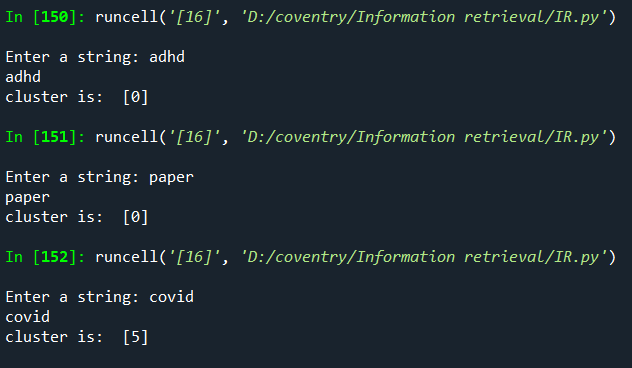 In [150]: runcell('[16]', 'D:/coventry/Information retrieval/IR.py')
Enter a string: adhd
adhd
cluster is:  [0]
In [151]: runcell('[16]', 'D:/coventry/Information retrieval/IR.py')
Enter a string: paper
paper
cluster is:  [0]
In [152]: runcell('[16]', 'D:/coventry/Information retrieval/IR.py')
Enter a string: covid
covid
cluster is:  [5]